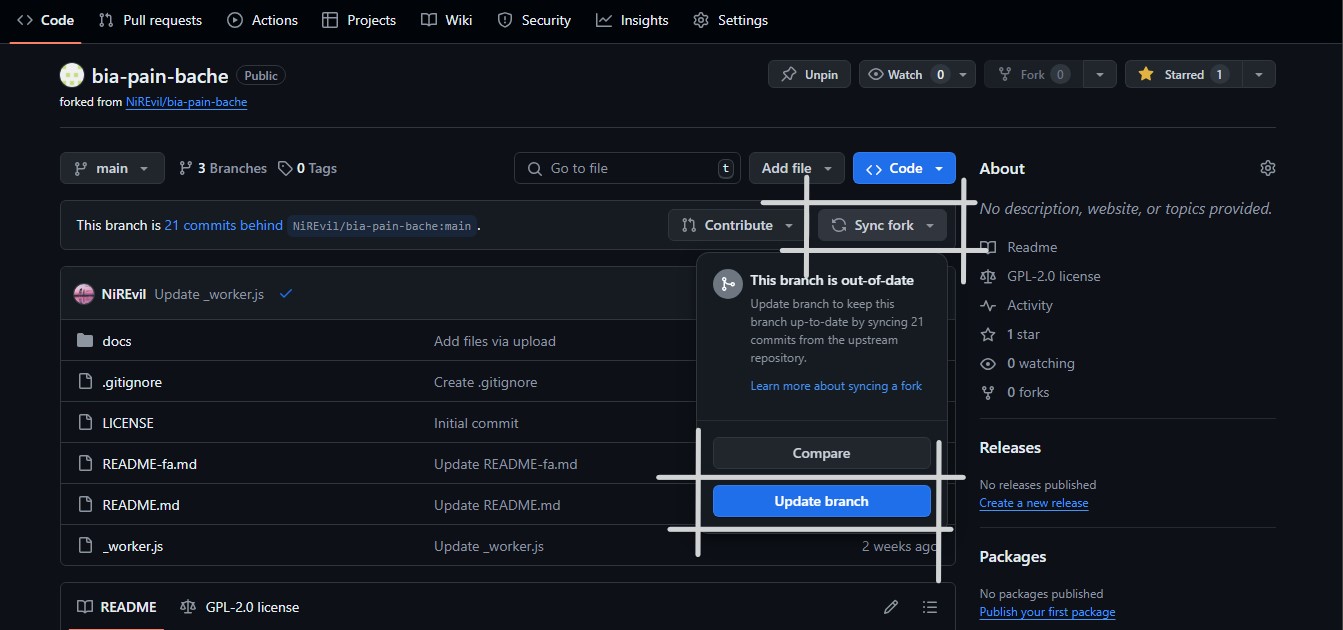 Code Pull requests Actions Projects Wiki Security Insights Settings
bia-pain-bache Public Unpin Watch 0 Fork 0 Starred 1
forked from NiREvil/bia-pain-bache
main 3 Branches 0 Tags Go to file t Add file Code
This branch is 21 commits behind NiREvil/bia-pain-bache:main . Contribute Sync fork
This branch is out-of-date
Update branch to keep this
branch up-to-date by syncing 21
commits from the upstream
repository.
Learn more about syncing a fork
Compare
Update branch
NiREvil Update _worker.js
docs Add files via upload
.gitignore Create .gitignore
LICENSE Initial commit
README-fa.md Update README-fa.md
README.md Update README.md
_worker.js Update _worker.js 2 weeks ago
README GPL-2.0 license
About
No description, website, or topics provided.
Readme
GPL-2.0 license
Activity
1 star
0 watching
0 forks
Releases
No releases published
Create a new release
Packages
No packages published
Publish your first package